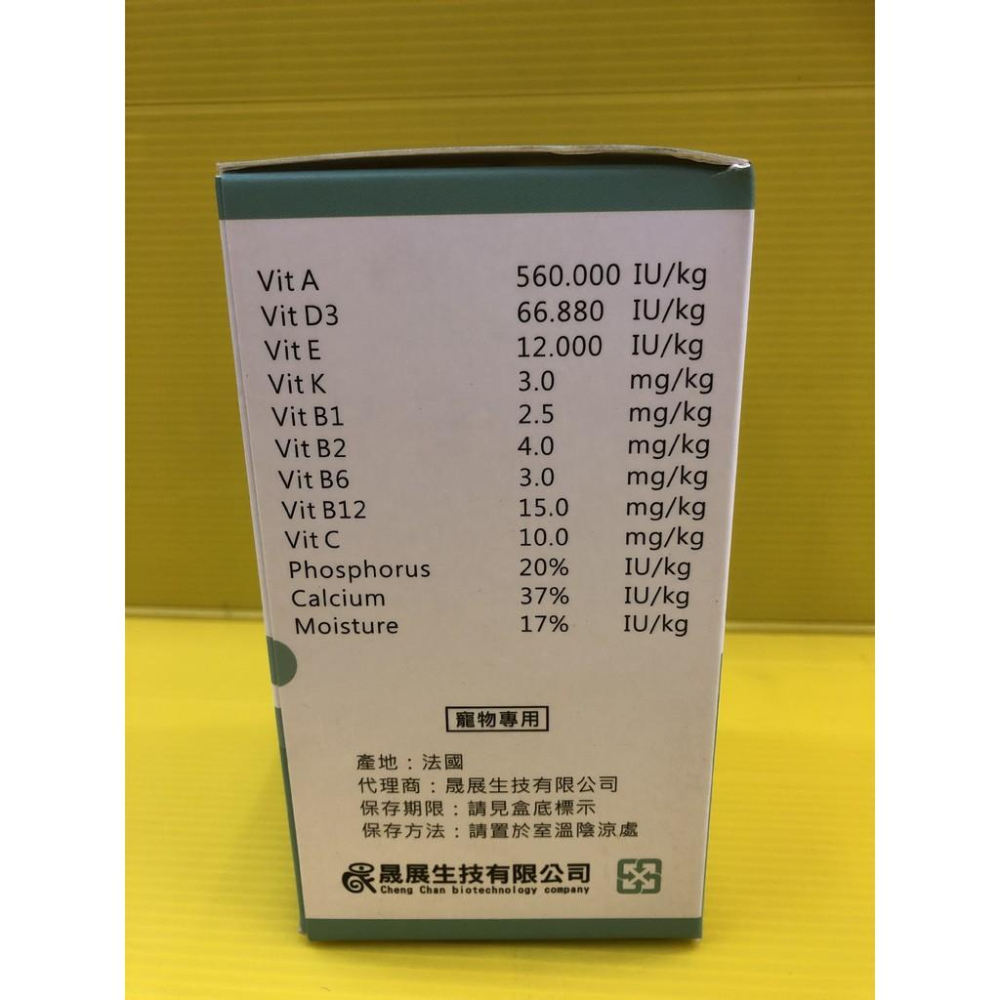 Vit A 560.000 IU/kg
Vit D3 66.880 IU/kg
Vit E 12.000 IU/kg
Vit K 3.0 mg/kg
Vit B1 2.5 mg/kg
Vit B2 4.0 mg/kg
Vit B6 3.0 mg/kg
Vit B12 15.0 mg/kg
Vit C 10.0 mg/kg
Phosphorus 20% IU/kg
Calcium 37% IU/kg
Moisture 17% IU/kg
寵物專用
產地：法國
代理商：晟展生技有限公司
保存期限：請見盒底標示
保存方法：請置於室溫陰涼處
晟展生技有限公司
Cheng Chan biotechnology company